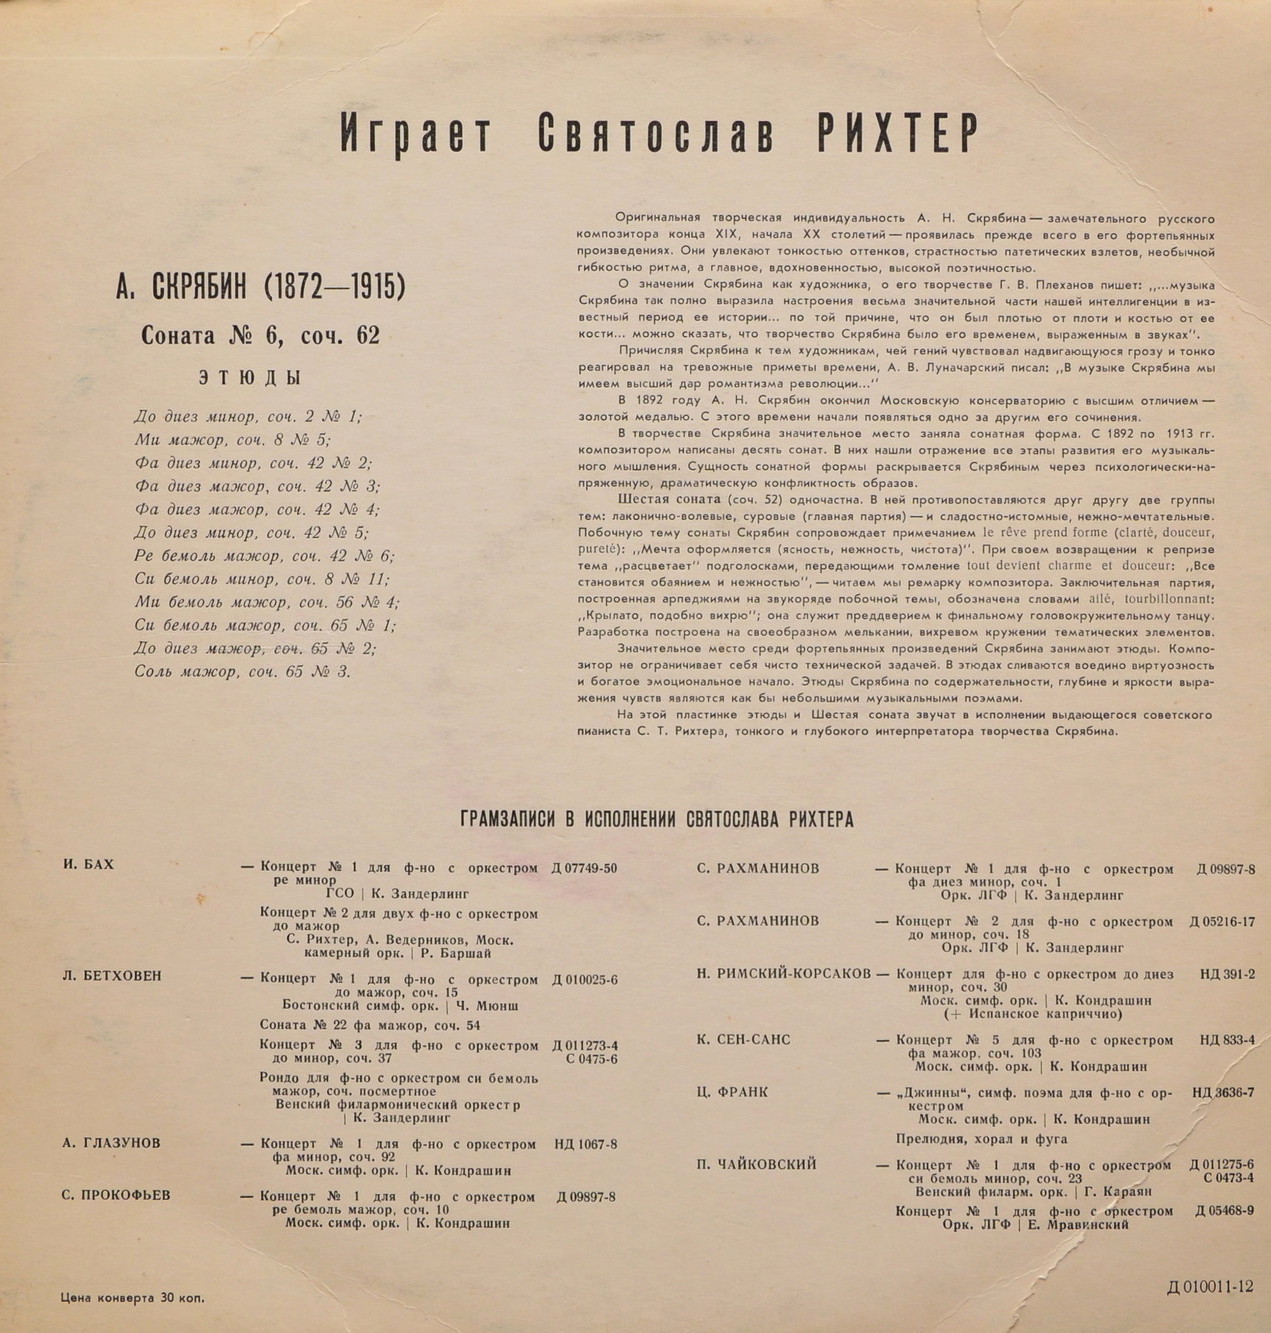 Играет Святослав РИХТЕР
А. СКРЯБИН (1872—1915)
Соната № 6, соч. 62
ЭТЮДЫ
До диез минор, соч. 2 № 1;
Ми мажор, соч. 8 № 5;
Фа диез минор, соч. 42 № 2;
Фа диез мажор, соч. 42 № 3;
Фа диез мажор, соч. 42 № 4;
До диез минор, соч. 42 № 5;
Ре бемоль мажор, соч. 42 № 6;
Си бемоль минор, соч. 8 № 11;
Ми бемоль мажор, соч. 56 № 4;
Си бемоль мажор, соч. 65 № 1;
До диез мажор, соч. 65 № 2;
Соль мажор, соч. 65 № 3.
Оригинальная творческая индивидуальность А. Н. Скрябина — замечательного русского
композитора конца XIX, начала XX столетий — проявилась прежде всего в его фортепьянных
произведениях. Они увлекают тонкостью оттенков, страстностью патетических взлетов, необычной
гибкостью ритма, а главное, вдохновенностью, высокой поэтичностью.
О значении Скрябина как художника, о его творчестве Г. В. Плеханов пишет: „...музыка
Скрябина так полно выразила настроения весьма значительной части нашей интеллигенции в из-
вестный период ее истории... по той причине, что он был плотью от плоти и костью от ее
кости... можно сказать, что творчество Скрябина было его временем, выраженным в звуках".
Причисляя Скрябина к тем художникам, чей гений чувствовал надвигающуюся грозу и тонко
реагировал на тревожные приметы времени, А. В. Луначарский писал: „В музыке Скрябина мы
имеем высший дар романтизма революции..."
В 1892 году А. Н. Скрябин окончил Московскую консерваторию с высшим отличием —
золотой медалью. С этого времени начали появляться одно за другим его сочинения.
В творчестве Скрябина значительное место заняла сонатная форма. С 1892 по 1913 гг.
композитором написаны десять сонат. В них нашли отражение все этапы развития его музыкаль-
ного мышления. Сущность сонатной формы раскрывается Скрябиным через психологически-на-
пряженную, драматическую конфликтность образов.
Шестая соната (соч. 52) одночастна. В ней противопоставляются друг другу две группы
тем: лаконично-волевые, суровые (главная партия) — и сладостно-истомные, нежно-мечтательные.
Побочную тему сонаты Скрябин сопровождает примечанием le rêve prend forme (clarté, douceur,
pureté): „Мечта оформляется (ясность, нежность, чистота)". При своем возвращении к репризе
тема „расцветает" подголосками, передающими томление tout devient charme et douceur: „Все
становится обаянием и нежностью", — читаем мы ремарку композитора. Заключительная партия,
построенная арпеджиями на звукоряде побочной темы, обозначена словами ailé, tourbillonnant:
„Крылато, подобно вихрю"; она служит преддверием к финальному головокружительному танцу.
Разработка построена на своеобразном мелькании, вихревом кружении тематических элементов.
Значительное место среди фортепьянных произведений Скрябина занимают этюды. Компо-
зитор не ограничивает себя чисто технической задачей. В этюдах сливаются воедино виртуозность
и богатое эмоциональное начало. Этюды Скрябина по содержательности, глубине и яркости выра-
жения чувств являются как бы небольшими музыкальными поэмами.
На этой пластинке этюды и Шестая соната звучат в исполнении выдающегося советского
пианиста С. Т. Рихтера, тонкого и глубокого интерпретатора творчества Скрябина.
ГРАМЗАПИСИ В ИСПОЛНЕНИИ СВЯТОСЛАВА РИХТЕРА
И. БАХ — Концерт № 1 для ф-но с оркестром Д 07749-50
ре минор
ГСО | К. Зандерлинг
Концерт № 2 для двух ф-но с оркестром
до мажор
С. Рихтер, А. Ведерников, Моск.
камерный орк. | Р. Баршай
Л. БЕТХОВЕН — Концерт № 1 для ф-но с оркестром Д 010025-6
до мажор, соч. 15
Бостонский симф. орк. | Ч. Мюнш
Соната № 22 фа мажор, соч. 54
Концерт № 3 для ф-но с оркестром Д 011273-4
до минор, соч. 37 С 0475-6
Рондо для ф-но с оркестром си бемоль
мажор, соч. посмертное
Венский филармонический оркестр
| К. Зандерлинг
А. ГЛАЗУНОВ — Концерт № 1 для ф-но с оркестром НД 1067-8
фа минор, соч. 92
Моск. симф. орк. | К. Кондрашин
С. ПРОКОФЬЕВ — Концерт № 1 для ф-но с оркестром Д 09897-8
ре бемоль мажор, соч. 10
Моск. симф. орк. | К. Кондрашин
С. РАХМАНИНОВ — Концерт № 1 для ф-но с оркестром Д 09897-8
фа диез минор, соч. 1
Орк. ЛГФ | К. Зандерлинг
С. РАХМАНИНОВ — Концерт № 2 для ф-но с оркестром Д 05216-17
до минор, соч. 18
Орк. ЛГФ | К. Зандерлинг
Н. РИМСКИЙ-КОРСАКОВ — Концерт для ф-но с оркестром до диез НД 391-2
минор, соч. 30
Моск. симф. орк. | К. Кондрашин
(+ Испанское каприччио)
К. СЕН-САНС — Концерт № 5 для ф-но с оркестром НД 833-4
фа мажор. соч. 103
Моск. симф. орк. | К. Кондрашин
Ц. ФРАНК — „Джинны“, симф. поэма для ф-но с ор- НД 3636-7
кестром
Моск. симф. орк. | К. Кондрашин
Прелюдия, хорал и фуга
П. ЧАЙКОВСКИЙ — Концерт № 1 для ф-но с оркестром Д 011275-6
си бемоль минор, соч. 23 С 0473-4
Венский филарм. орк. | Г. Караян
Концерт № 1 для ф-но с оркестром Д 05468-9
Орк. ЛГФ | Е. Мравинский
Цена конверта 30 коп.
Д 010011-12